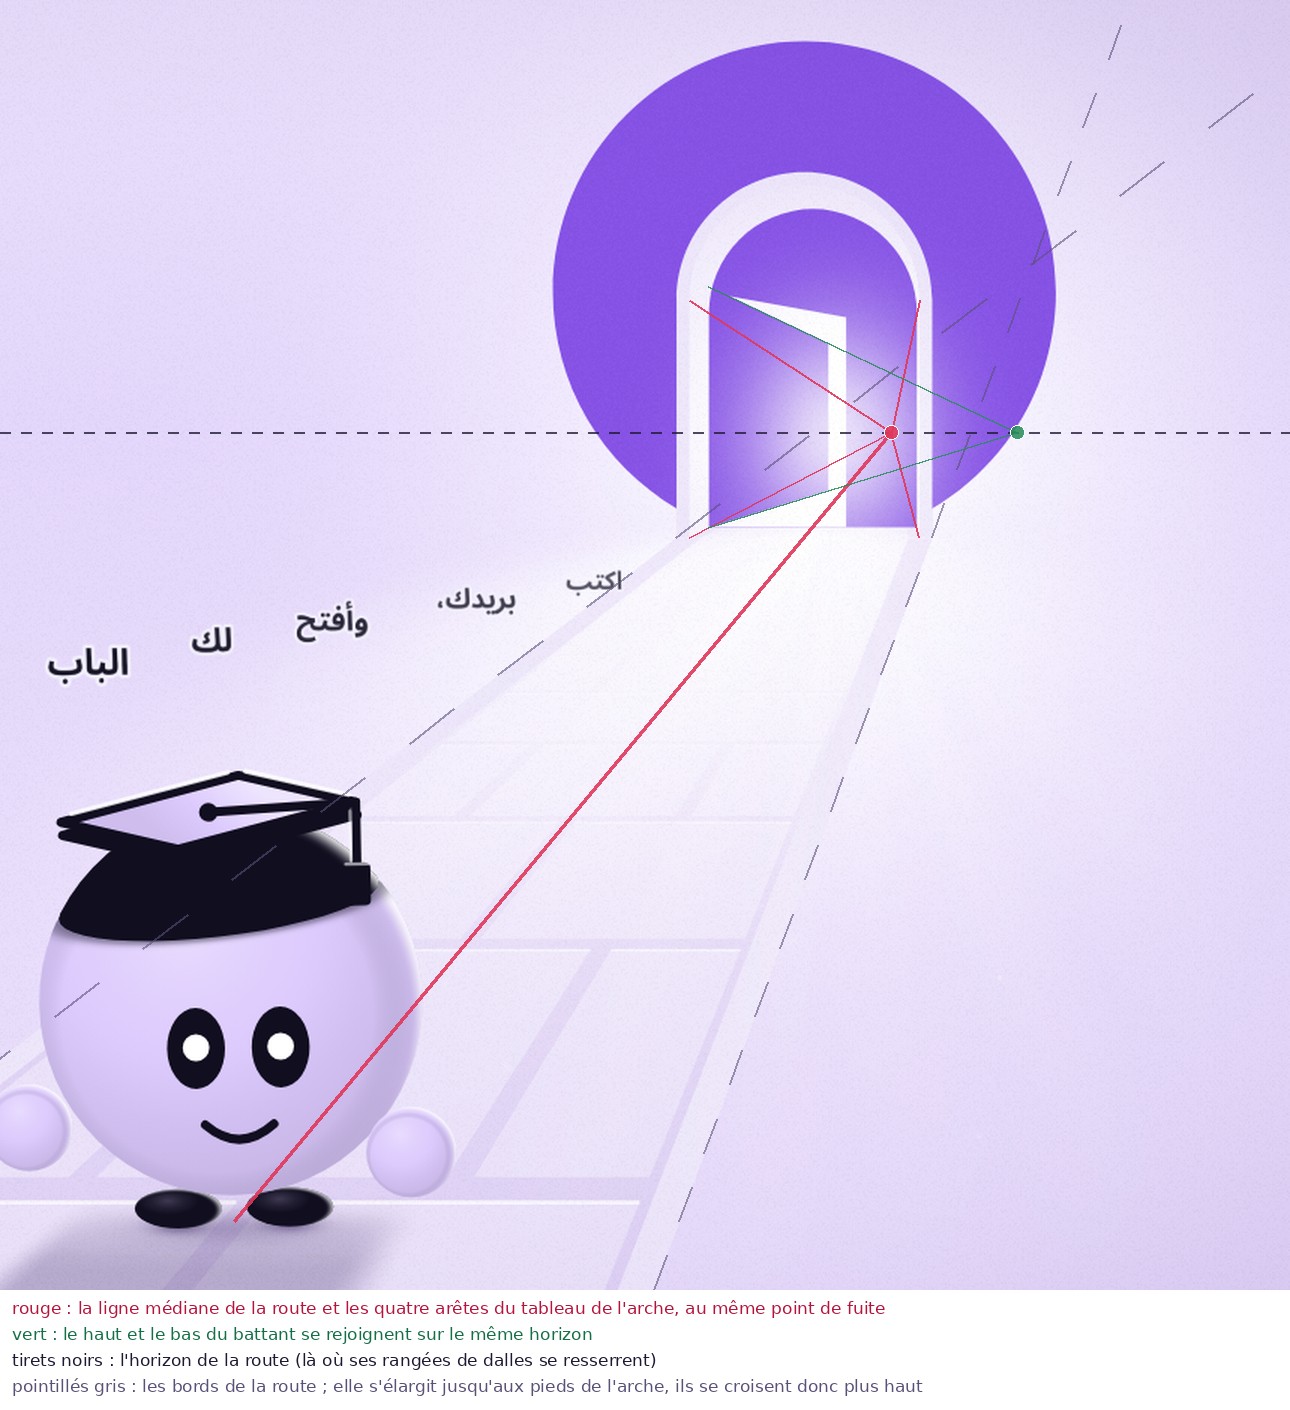 اكتب بريدك، وأفتح لك الباب
rouge : la ligne médiane de la route et les quatre arêtes du tableau de l'arche, au même point de fuite
vert : le haut et le bas du battant se rejoignent sur le même horizon
tirets noirs : l'horizon de la route (là où ses rangées de dalles se resserrent)
pointillés gris : les bords de la route ; elle s'élargit jusqu'aux pieds de l'arche, ils se croisent donc plus haut